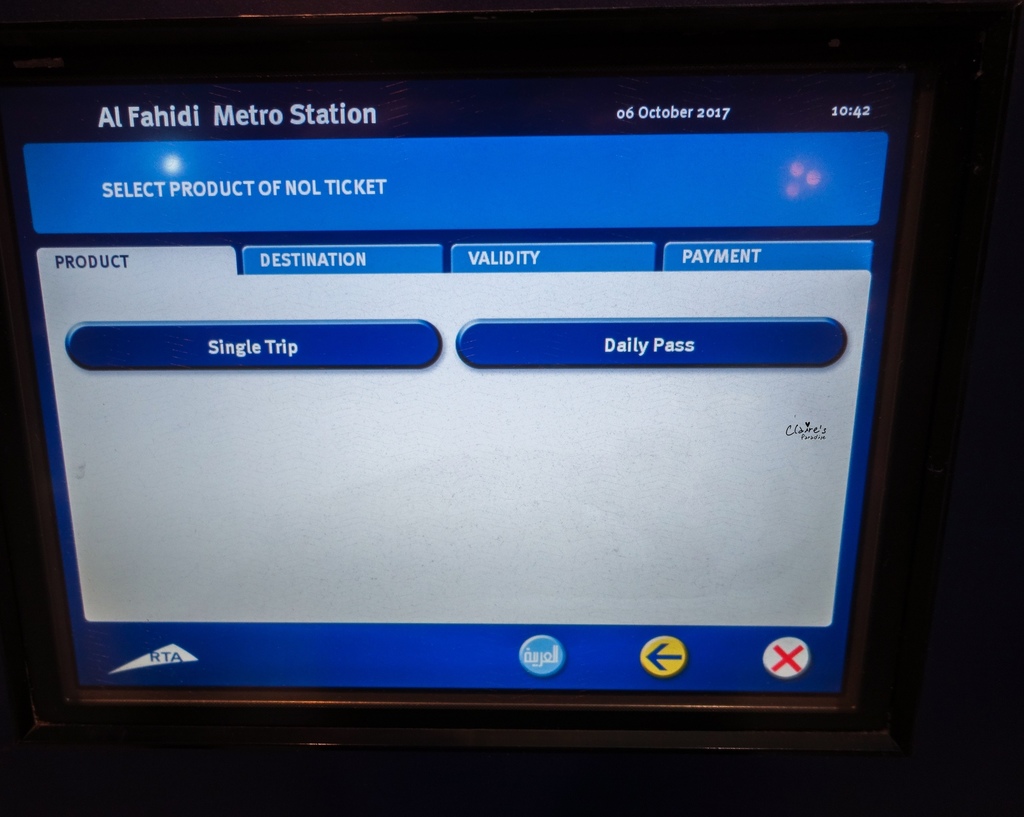 Al Fahidi Metro Station
06 October 2017
10:42
SELECT PRODUCT OF NOL TICKET
PRODUCT
DESTINATION
VALIDITY
PAYMENT
Single Trip
Daily Pass
Claire's
Paradise
RTA
العربية